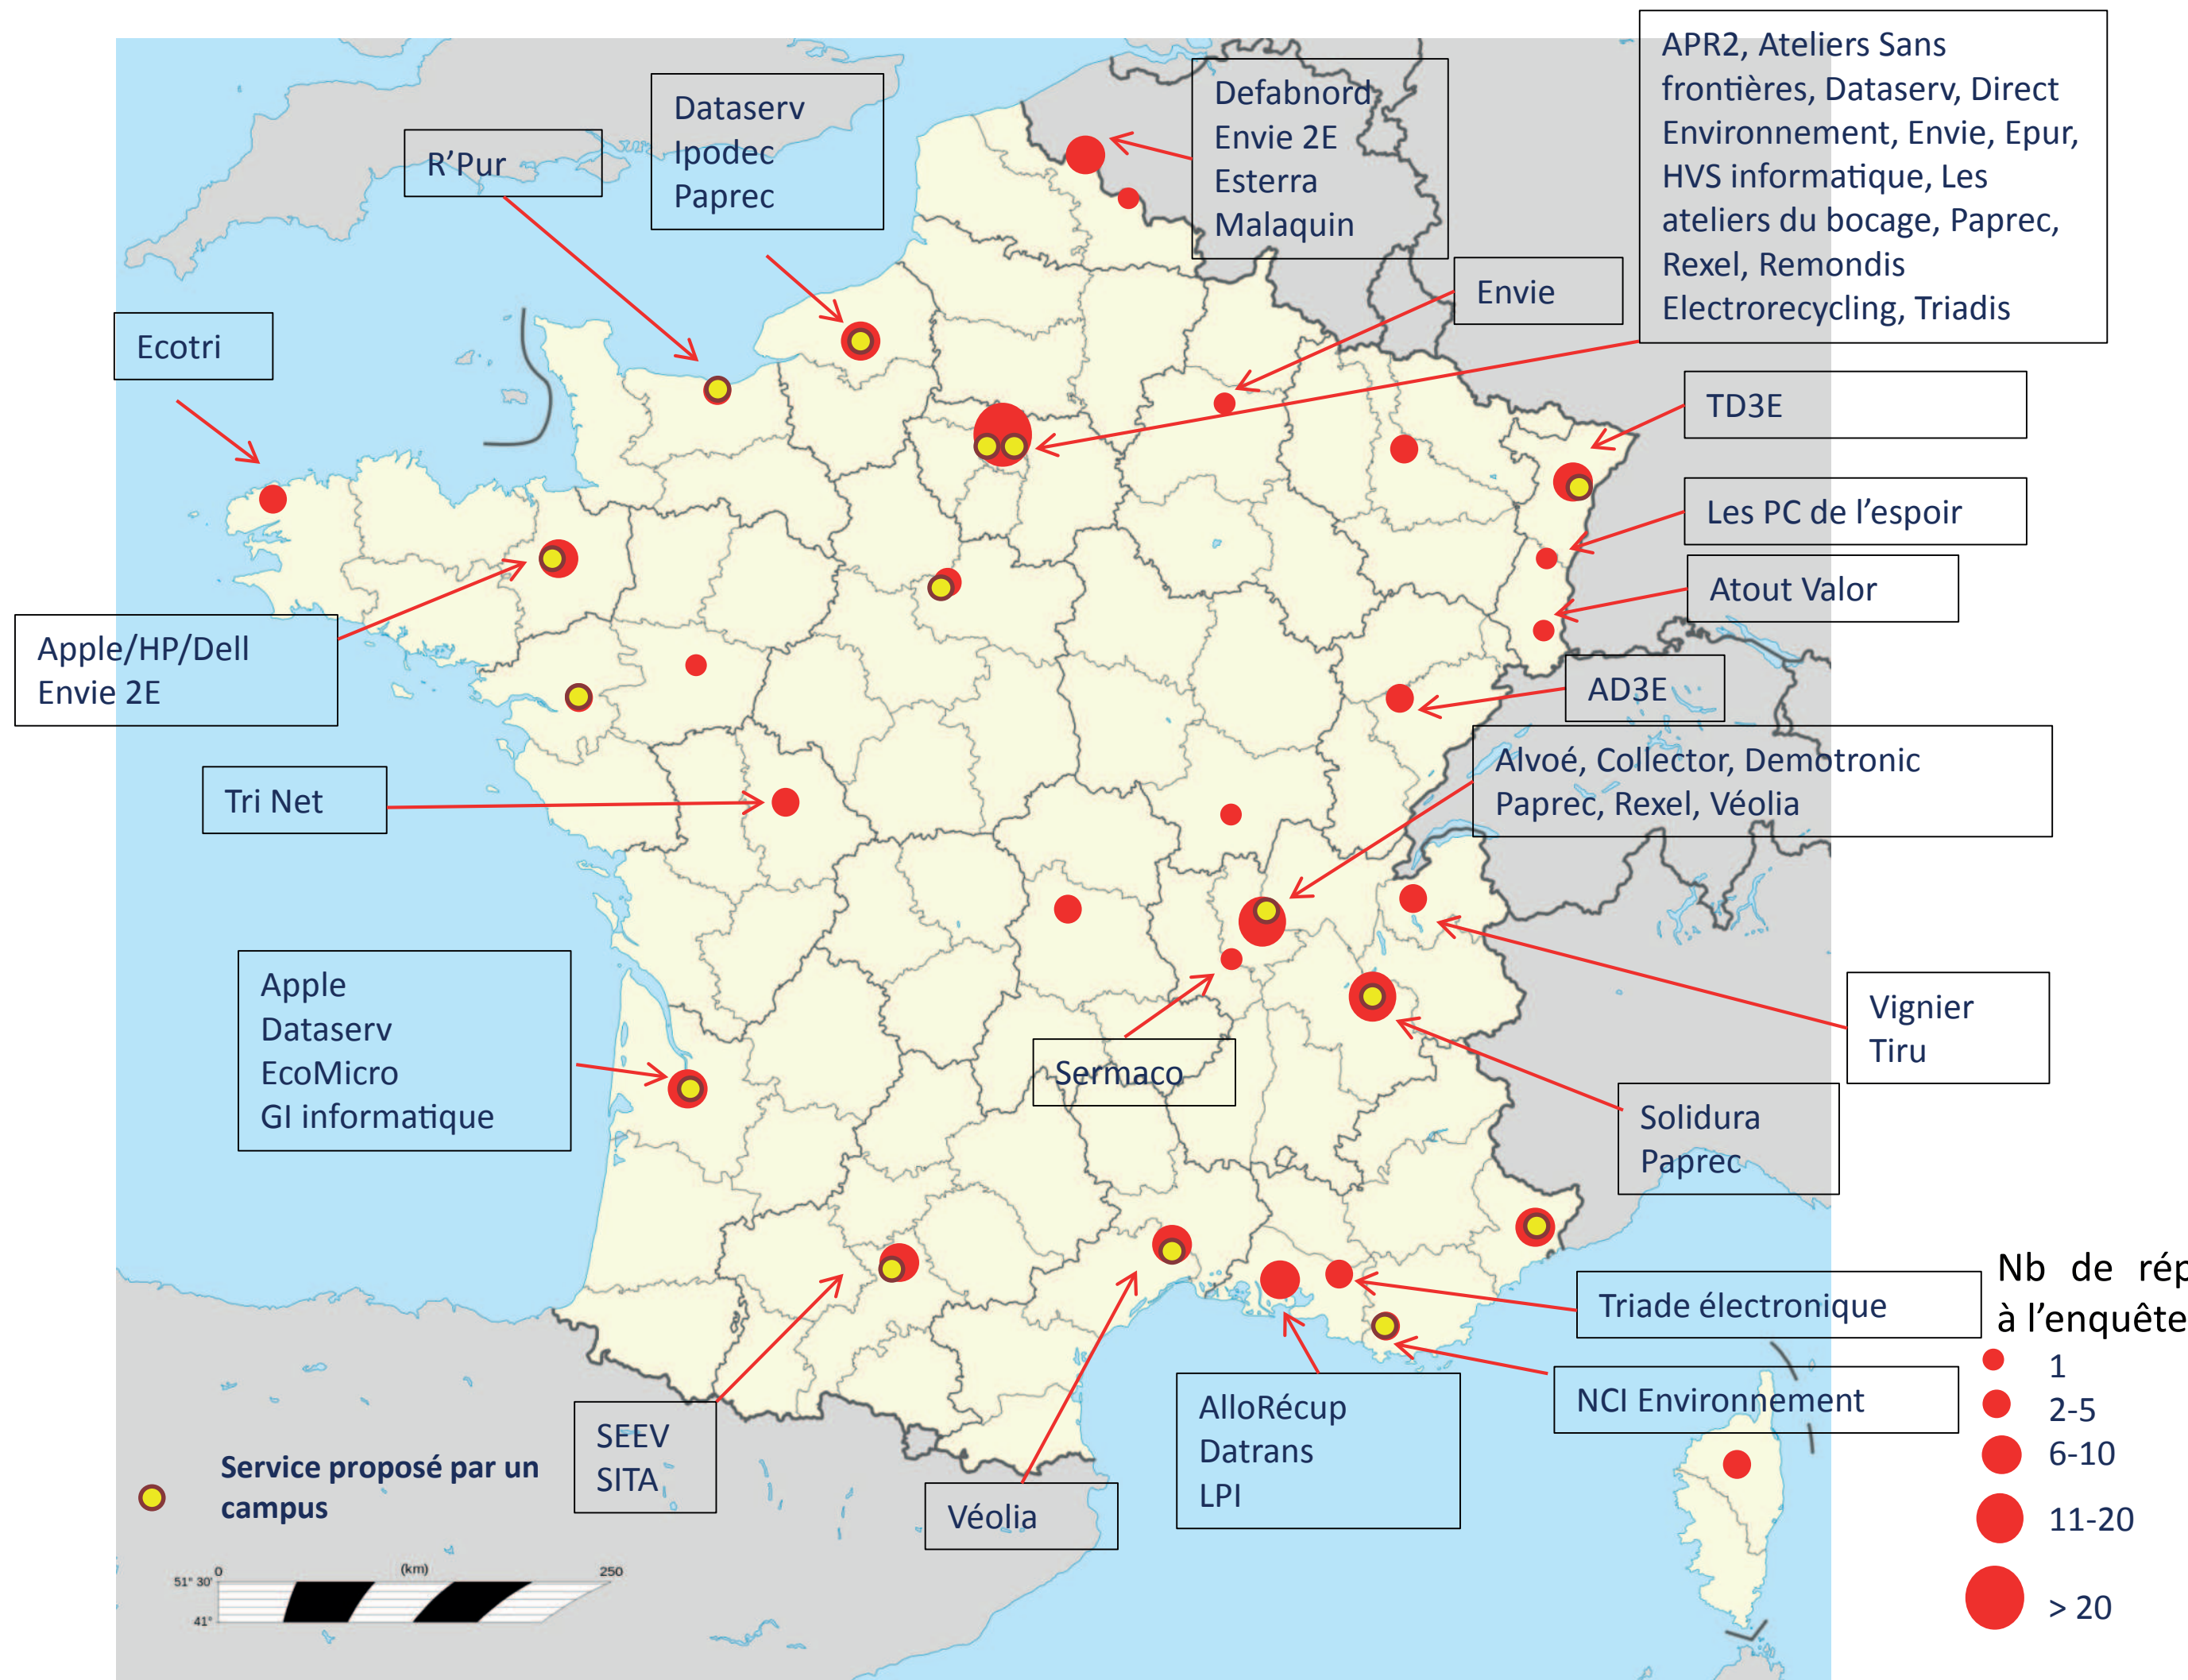 APR2, Ateliers Sans
frontières, Dataserv, Direct
Environnement, Envie, Epur,
HVS informatique, Les
ateliers du bocage, Paprec,
Rexel, Remondis
Electrorecycling, Triadis
Defabnord
Envie 2E
Esterra
Malaquin
Dataserv
Ipodec
Paprec
R'Pur
Envie
Ecotri
TD3E
Les PC de l'espoir
Atout Valor
Apple/HP/Dell
Envie 2E
AD3E
Alvoé, Collector, Demotronic
Paprec, Rexel, Véolia
Tri Net
Apple
Dataserv
EcoMicro
GI informatique
Vignier
Tiru
Sermaco
Solidura
Paprec
Triade électronique
NCI Environnement
AlloRécup
Datrans
LPI
SEEV
SITA
Véolia
Nb de rép
à l'enquête
1
2-5
6-10
11-20
> 20
Service proposé par un
campus
0 (km) 250
51° 30'
41°